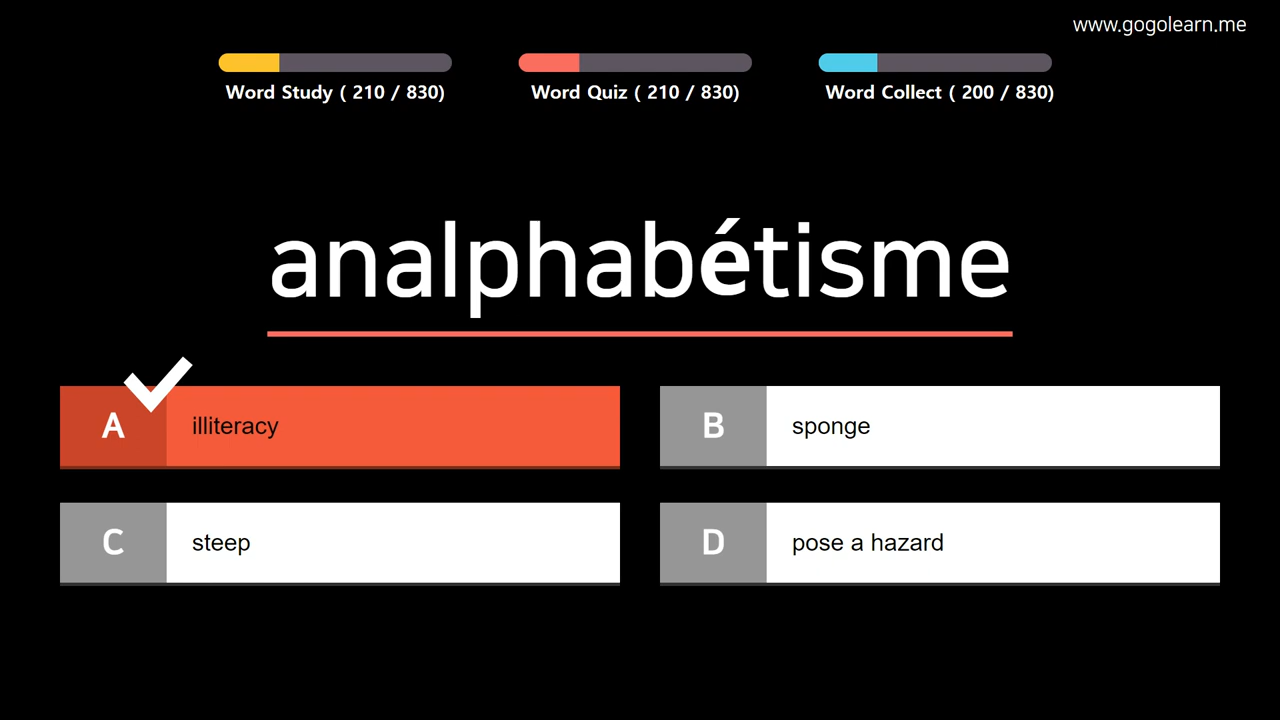 www.gogolearn.me
Word Study ( 210 / 830)
Word Quiz ( 210 / 830)
Word Collect ( 200 / 830)
analphabétisme
A illiteracy
B sponge
C steep
D pose a hazard